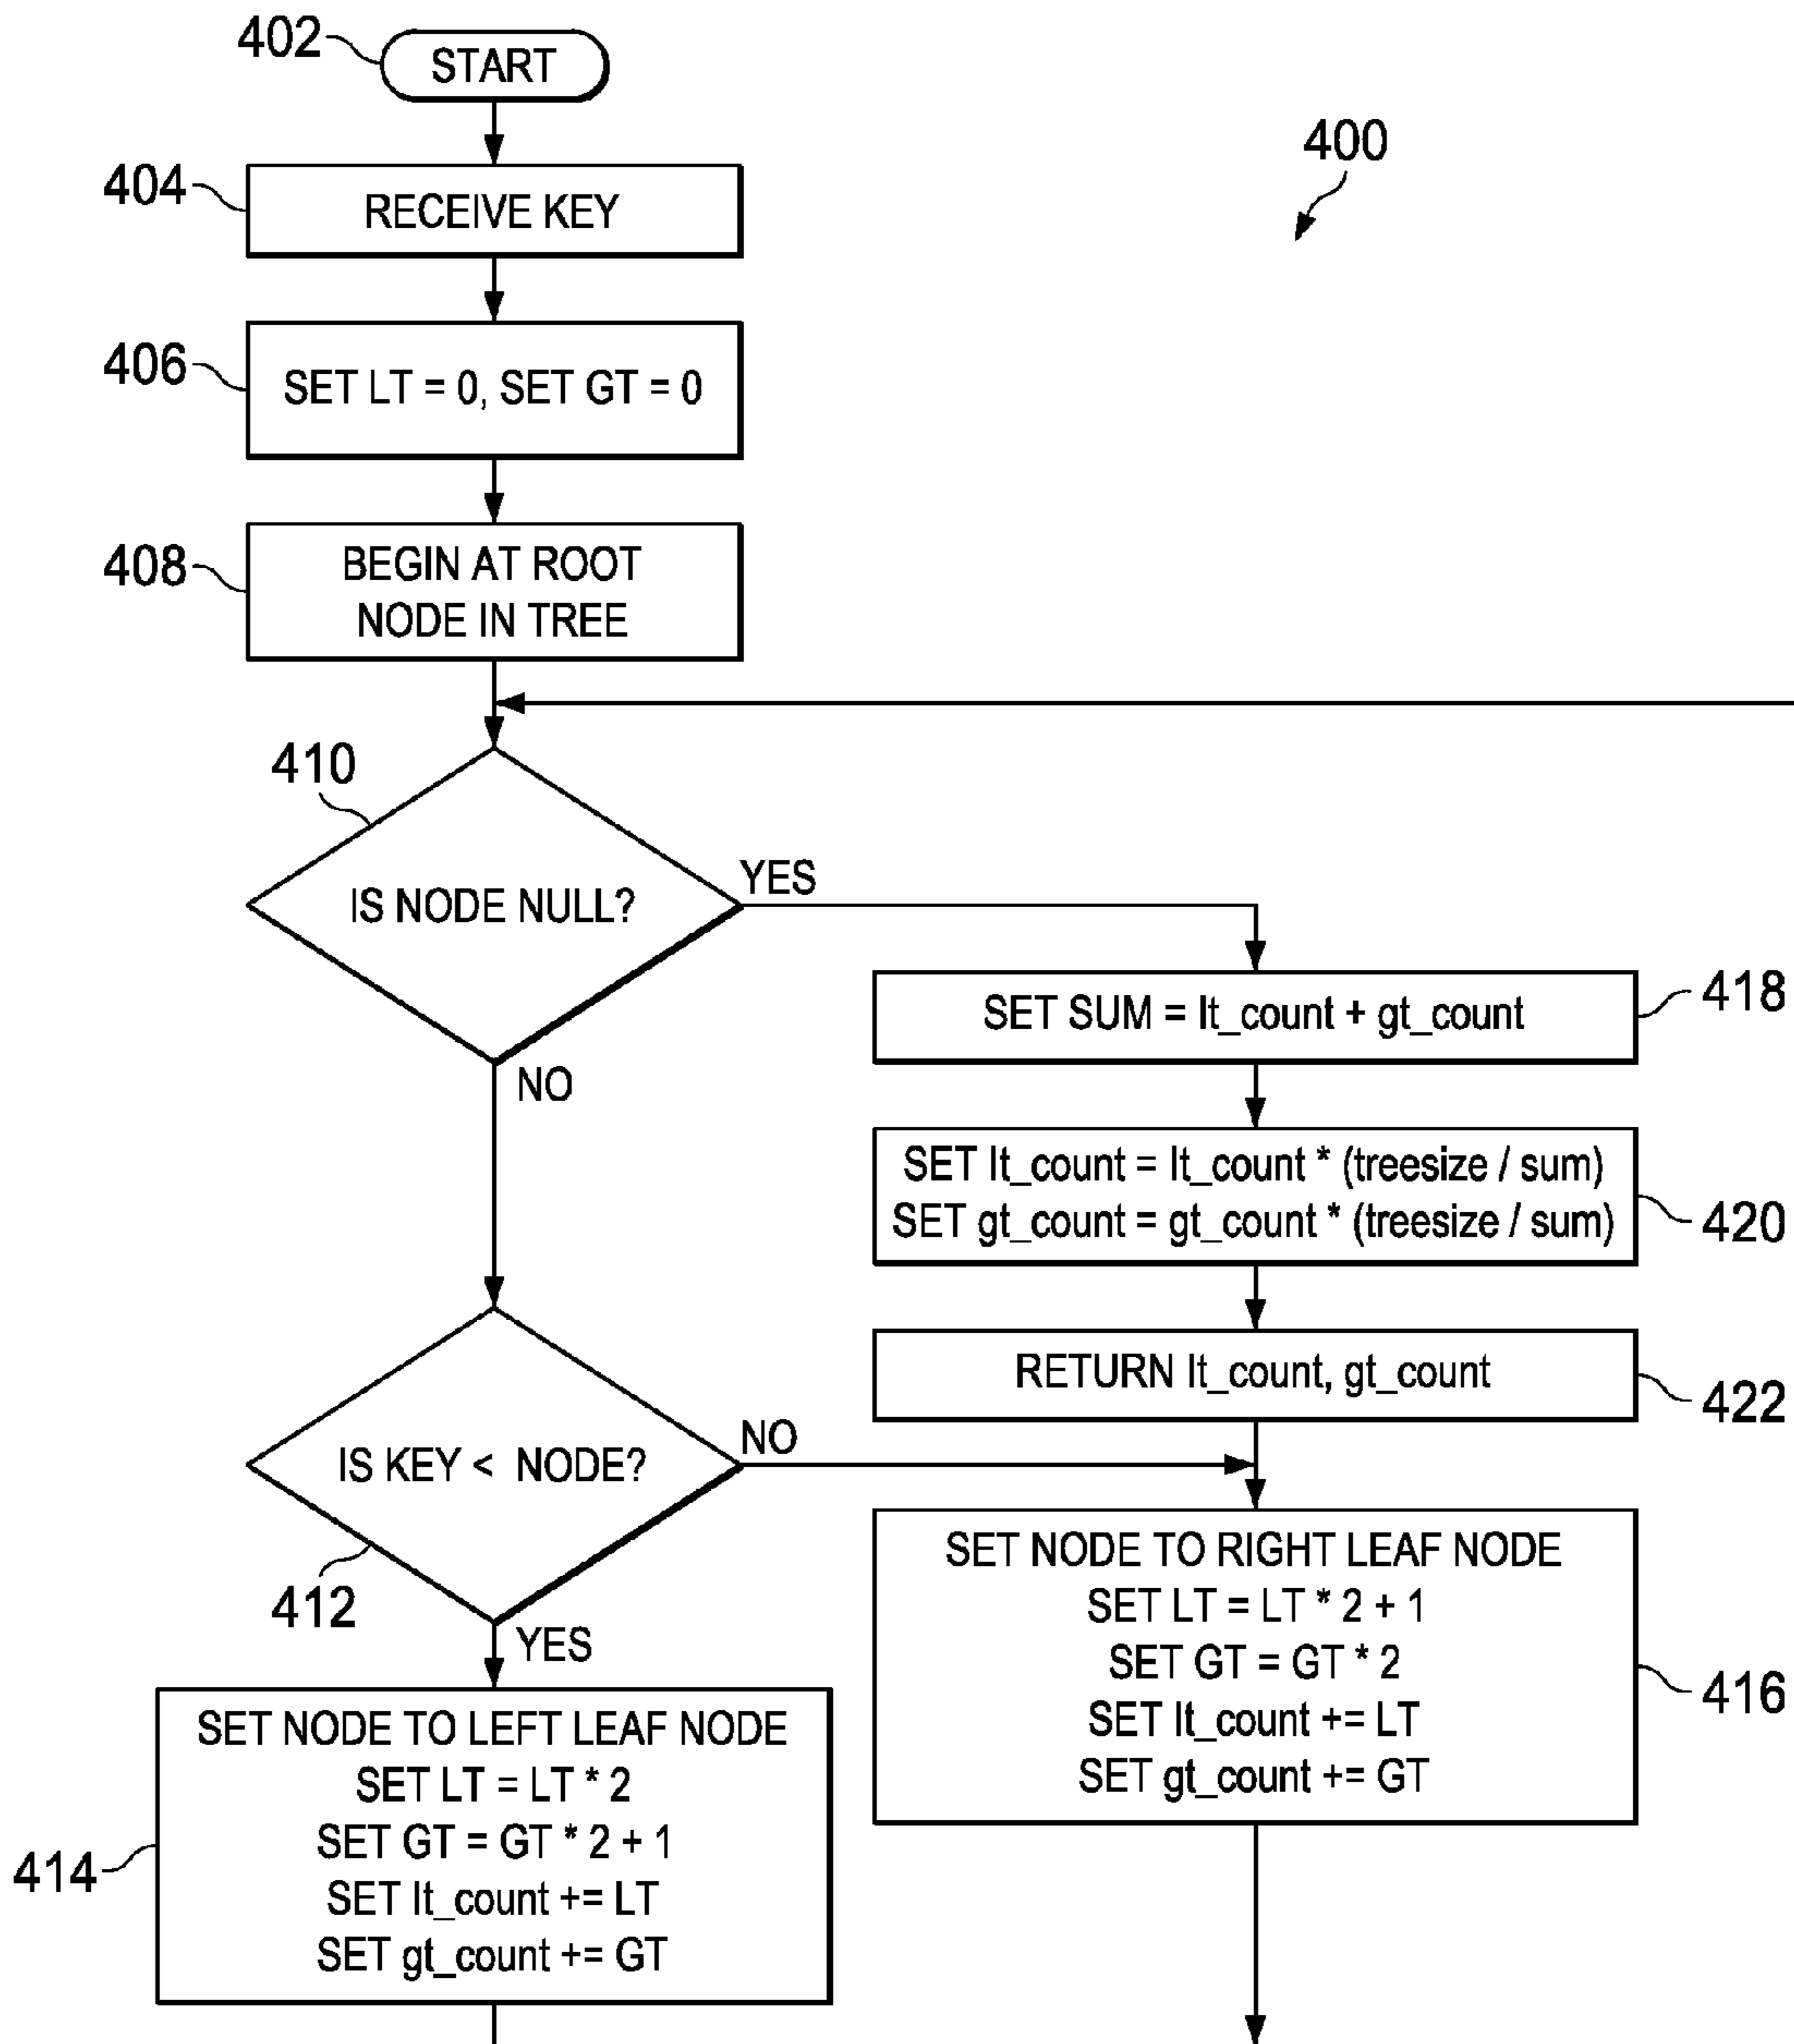 402
START
400
404
RECEIVE KEY
406
SET LT = 0, SET GT = 0
408
BEGIN AT ROOT
NODE IN TREE
410
IS NODE NULL?
YES
NO
418
SET SUM = lt_count + gt_count
420
SET lt_count = lt_count * (treesize / sum)
SET gt_count = gt_count * (treesize / sum)
422
RETURN lt_count, gt_count
412
IS KEY < NODE?
NO
YES
416
SET NODE TO RIGHT LEAF NODE
SET LT = LT * 2 + 1
SET GT = GT * 2
SET lt_count += LT
SET gt_count += GT
414
SET NODE TO LEFT LEAF NODE
SET LT = LT * 2
SET GT = GT * 2 + 1
SET lt_count += LT
SET gt_count += GT